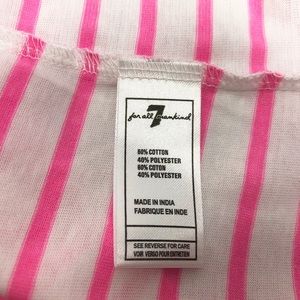 7
for all mankind
60% COTTON
40% POLYESTER
60% COTON
40% POLYESTER
MADE IN INDIA
FABRIQUE EN INDE
SEE REVERSE FOR CARE
VOIR VERSO POUR ENTRETIEN